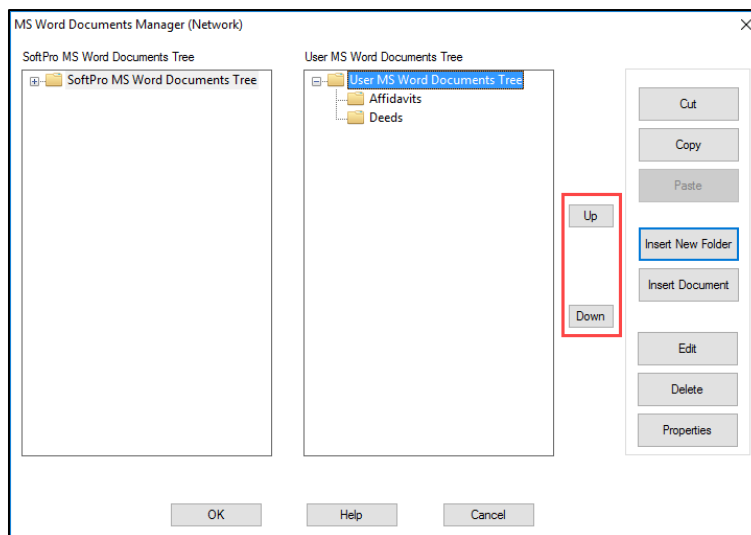 MS Word Documents Manager (Network)
SoftPro MS Word Documents Tree
SoftPro MS Word Documents Tree
User MS Word Documents Tree
User MS Word Documents Tree
Affidavits
Deeds
Up
Down
Cut
Copy
Paste
Insert New Folder
Insert Document
Edit
Delete
Properties
OK
Help
Cancel